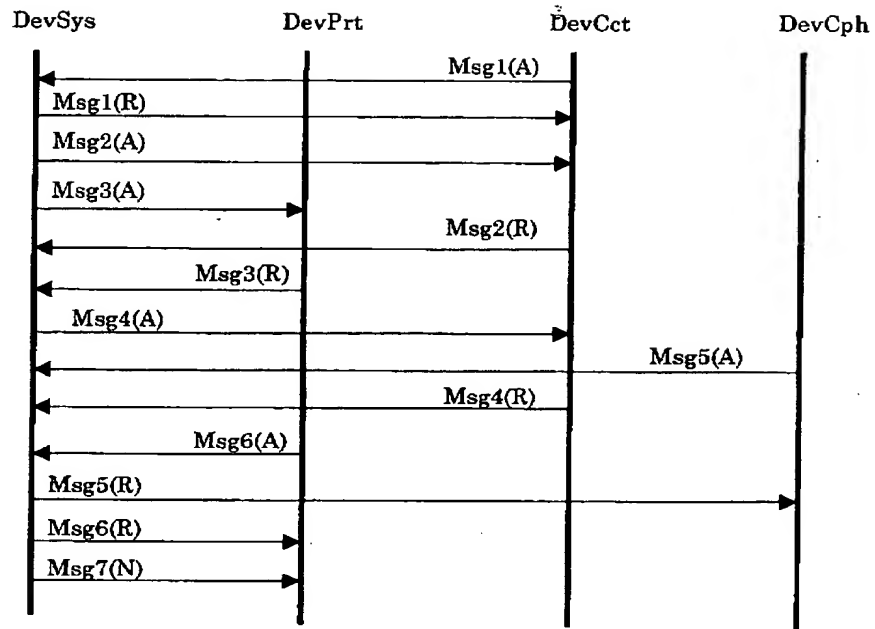 DevSys DevPrt DevCct DevCph
Msg1(A)
Msg1(R)
Msg2(A)
Msg3(A)
Msg2(R)
Msg3(R)
Msg4(A)
Msg5(A)
Msg4(R)
Msg6(A)
Msg5(R)
Msg6(R)
Msg7(N)